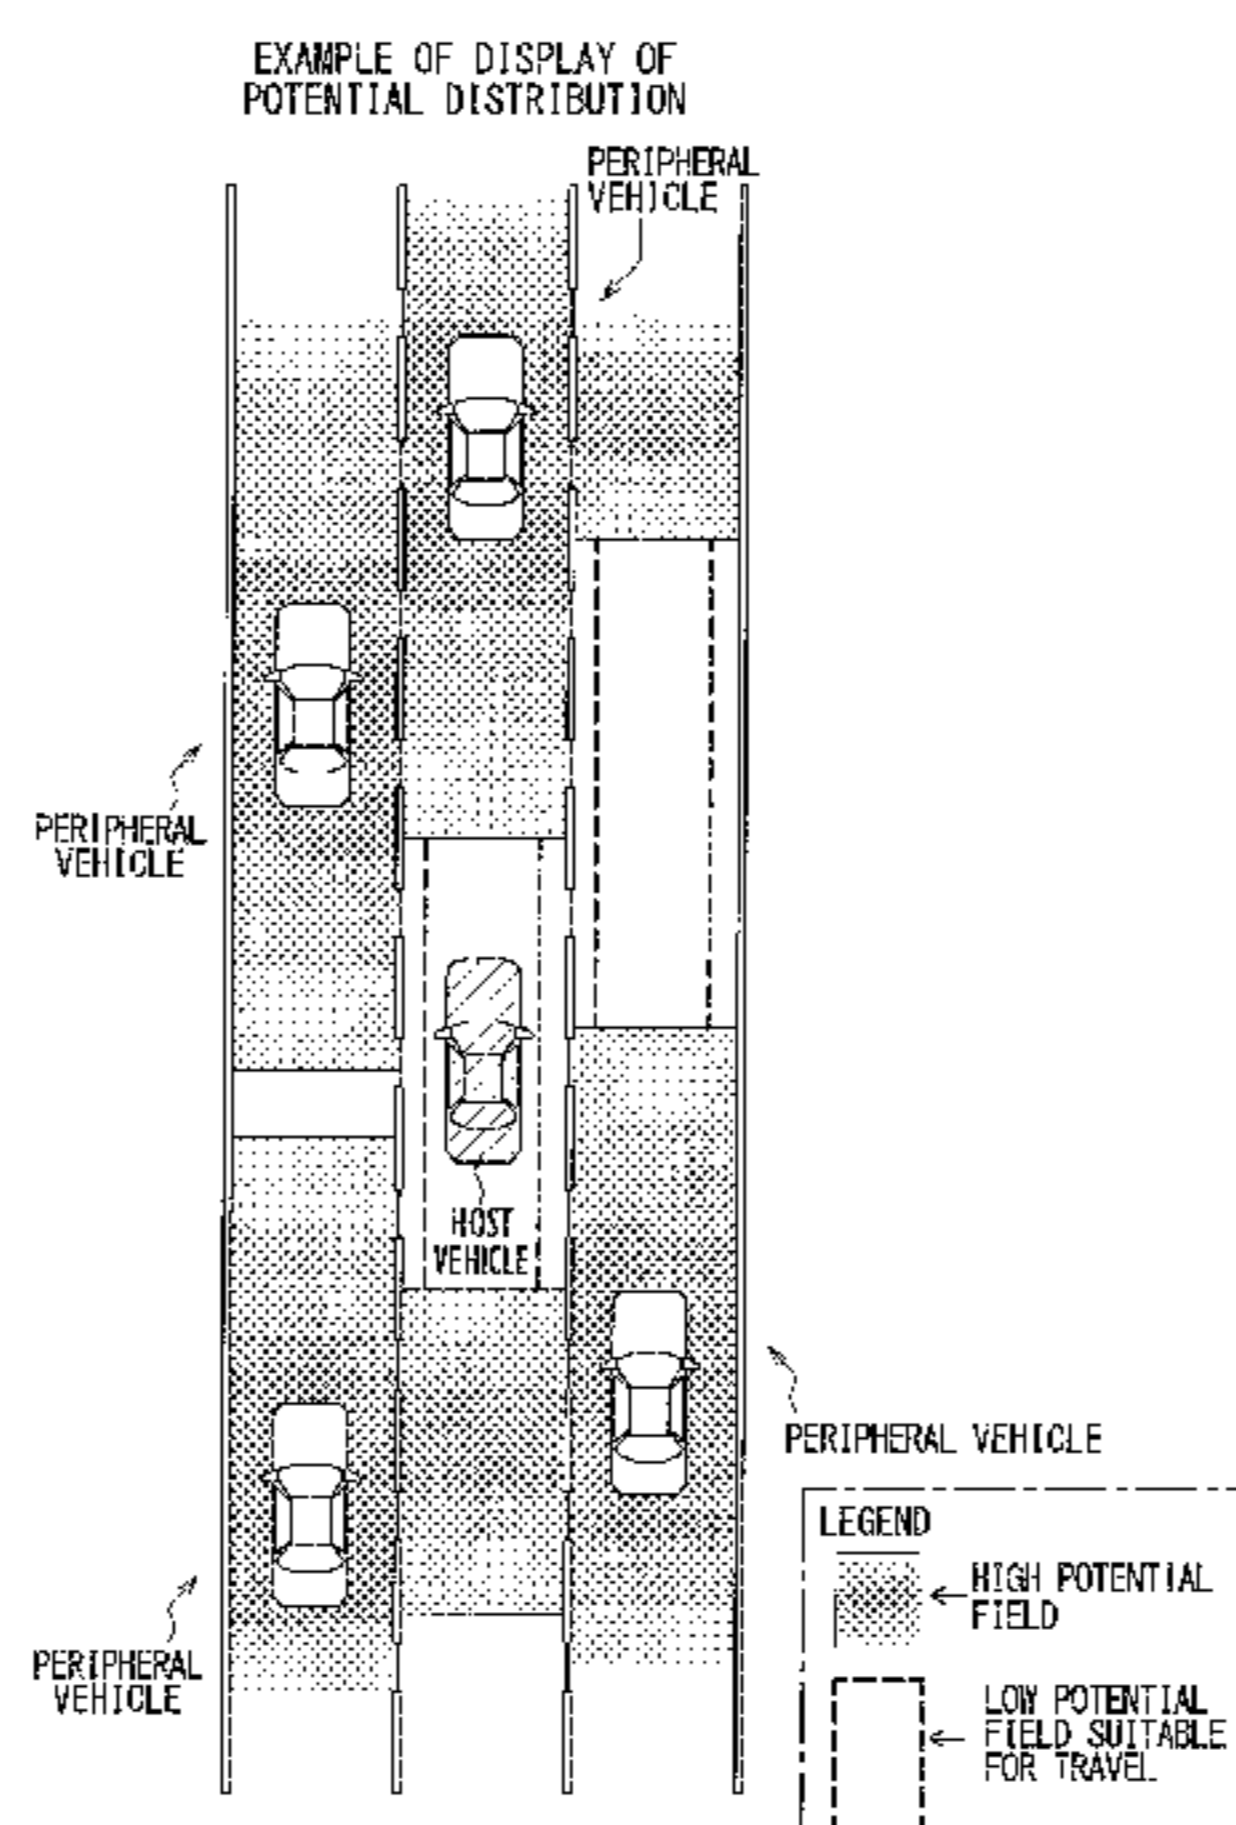 EXAMPLE OF DISPLAY OF
POTENTIAL DISTRIBUTION
PERIPHERAL
VEHICLE
PERIPHERAL
VEHICLE
HOST
VEHICLE
PERIPHERAL VEHICLE
PERIPHERAL
VEHICLE
LEGEND
HIGH POTENTIAL
FIELD
LOW POTENTIAL
FIELD SUITABLE
FOR TRAVEL